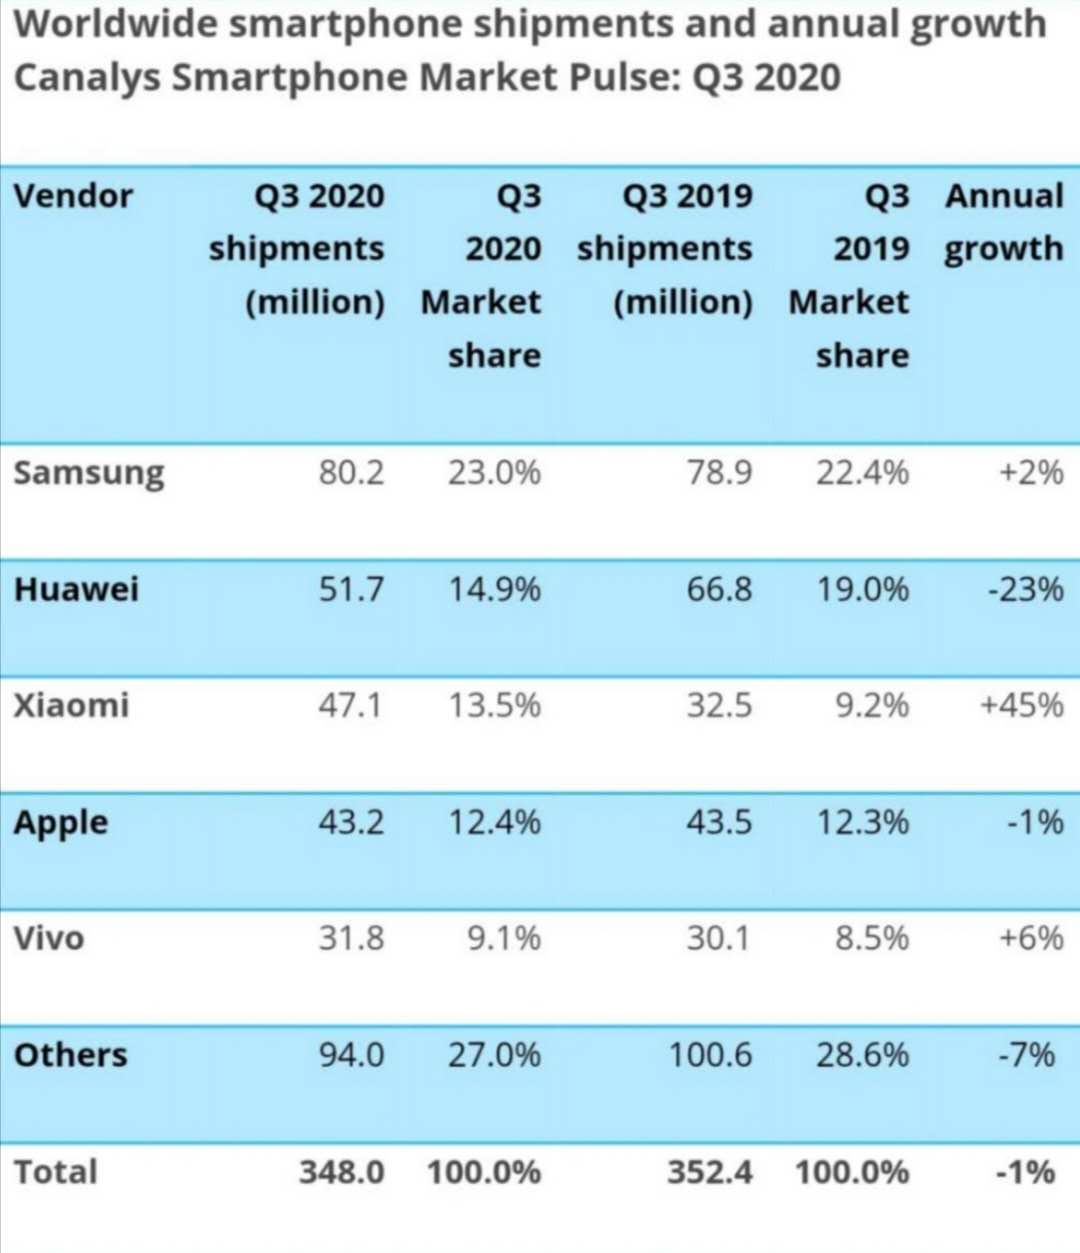 Worldwide smartphone shipments and annual growth
Canalys Smartphone Market Pulse: Q3 2020
Vendor Q3 2020 shipments (million) Q3 2020 Market share Q3 2019 shipments (million) Q3 2019 Market share Annual growth
Samsung 80.2 23.0% 78.9 22.4% +2%
Huawei 51.7 14.9% 66.8 19.0% -23%
Xiaomi 47.1 13.5% 32.5 9.2% +45%
Apple 43.2 12.4% 43.5 12.3% -1%
Vivo 31.8 9.1% 30.1 8.5% +6%
Others 94.0 27.0% 100.6 28.6% -7%
Total 348.0 100.0% 352.4 100.0% -1%